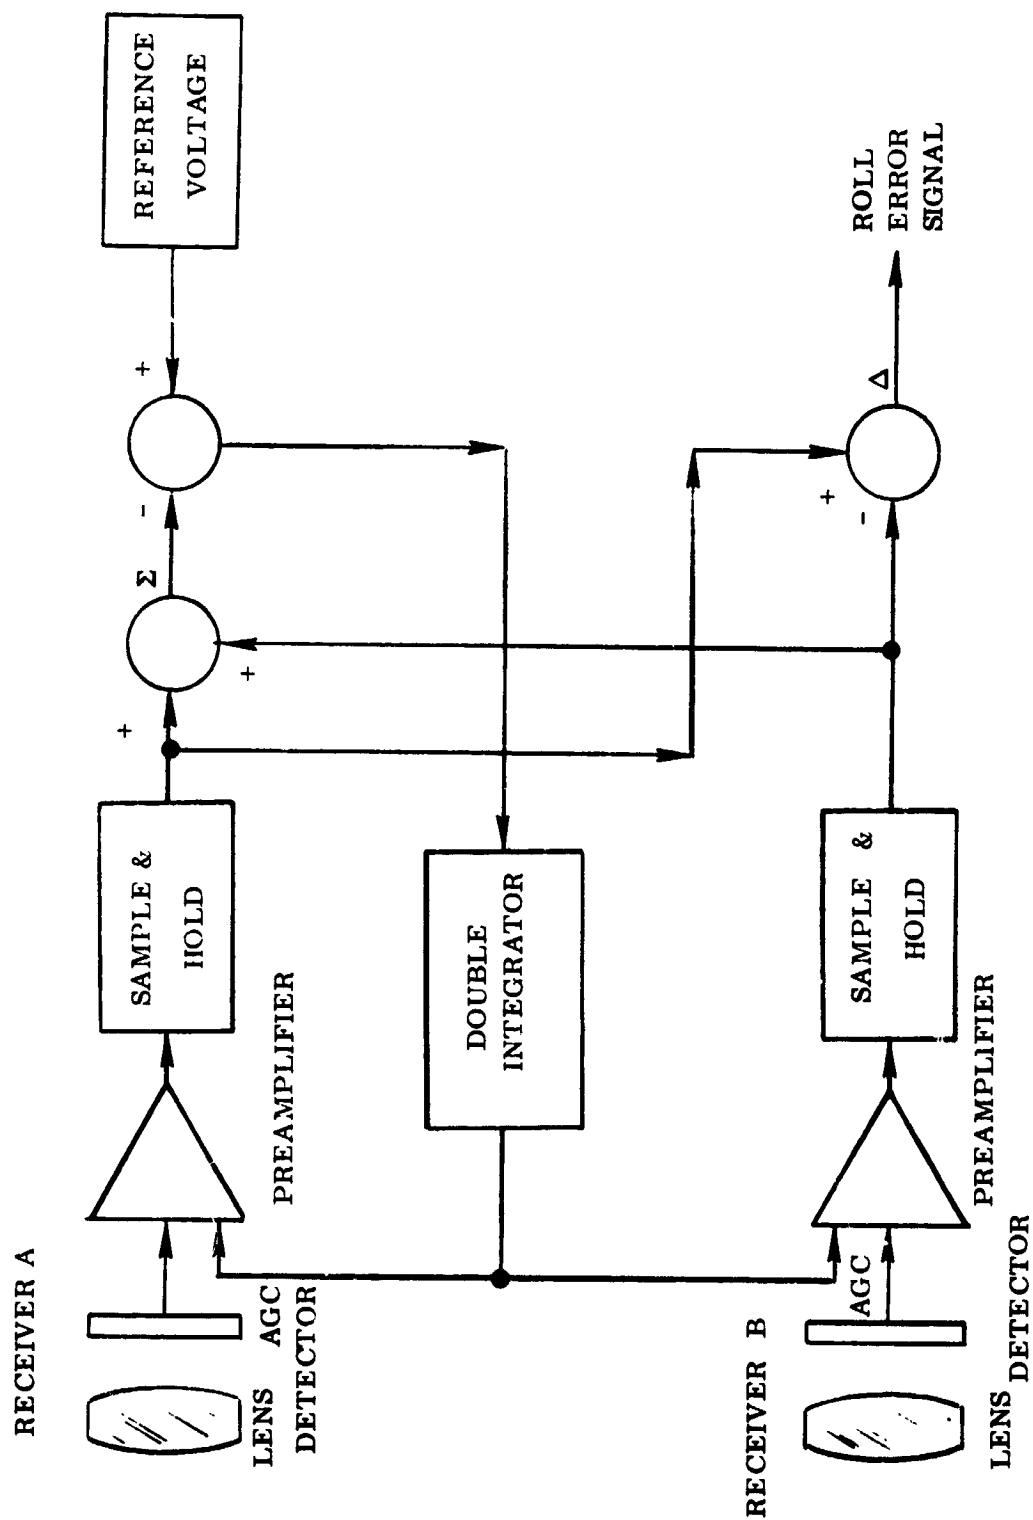 RECEIVER A
LENS
DETECTOR
AGC
PREAMPLIFIER
SAMPLE &
HOLD
+
+
Σ
-
+
REFERENCE
VOLTAGE
DOUBLE
INTEGRATOR
RECEIVER B
LENS
DETECTOR
AGC
PREAMPLIFIER
SAMPLE &
HOLD
+
-
Δ
ROLL
ERROR
SIGNAL